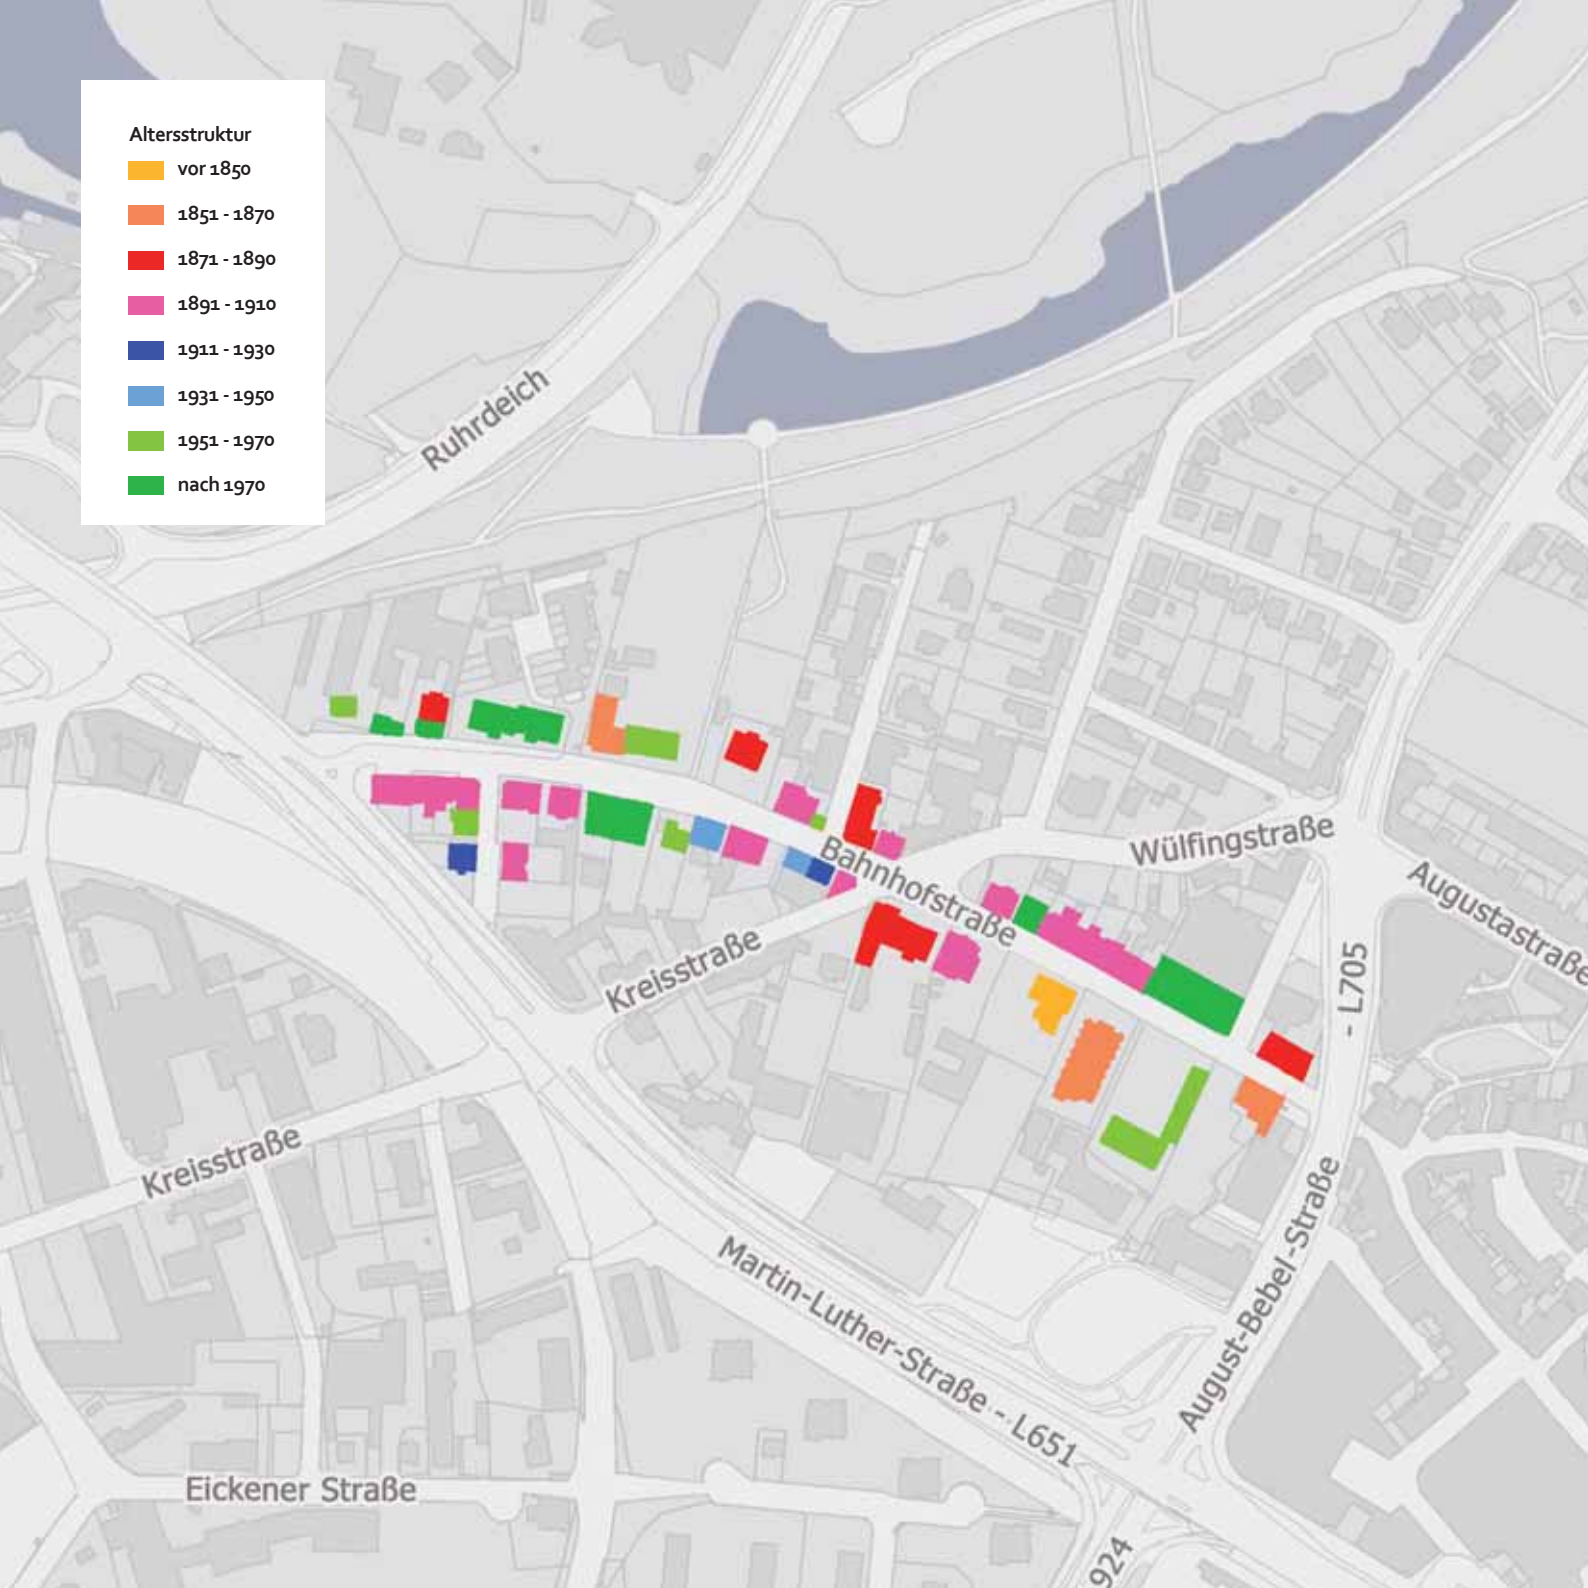 Altersstruktur
vor 1850
1851 - 1870
1871 - 1890
1891 - 1910
1911 - 1930
1931 - 1950
1951 - 1970
nach 1970
Ruhrdeich
Bahnhofstraße
Wülfingstraße
Augustastraße
Kreisstraße
- L705
Kreisstraße
Martin-Luther-Straße - L651
August-Bebel-Straße
Eickener Straße
924